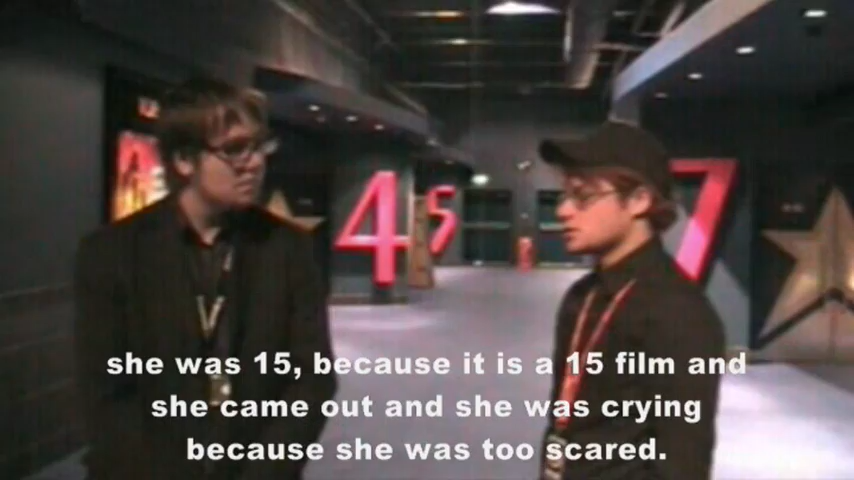 4 5
7
she was 15, because it is a 15 film and
she came out and she was crying
because she was too scared.